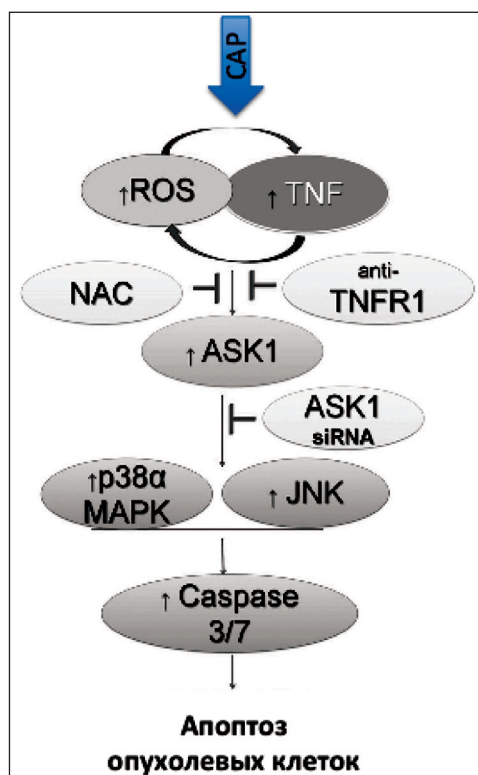 CAP
↑ROS
↑ TNF
NAC
anti-
TNFR1
↑ ASK1
ASK1
siRNA
↑p38α
MAPK
↑ JNK
↑ Caspase
3/7
Апоптоз
опухолевых клеток